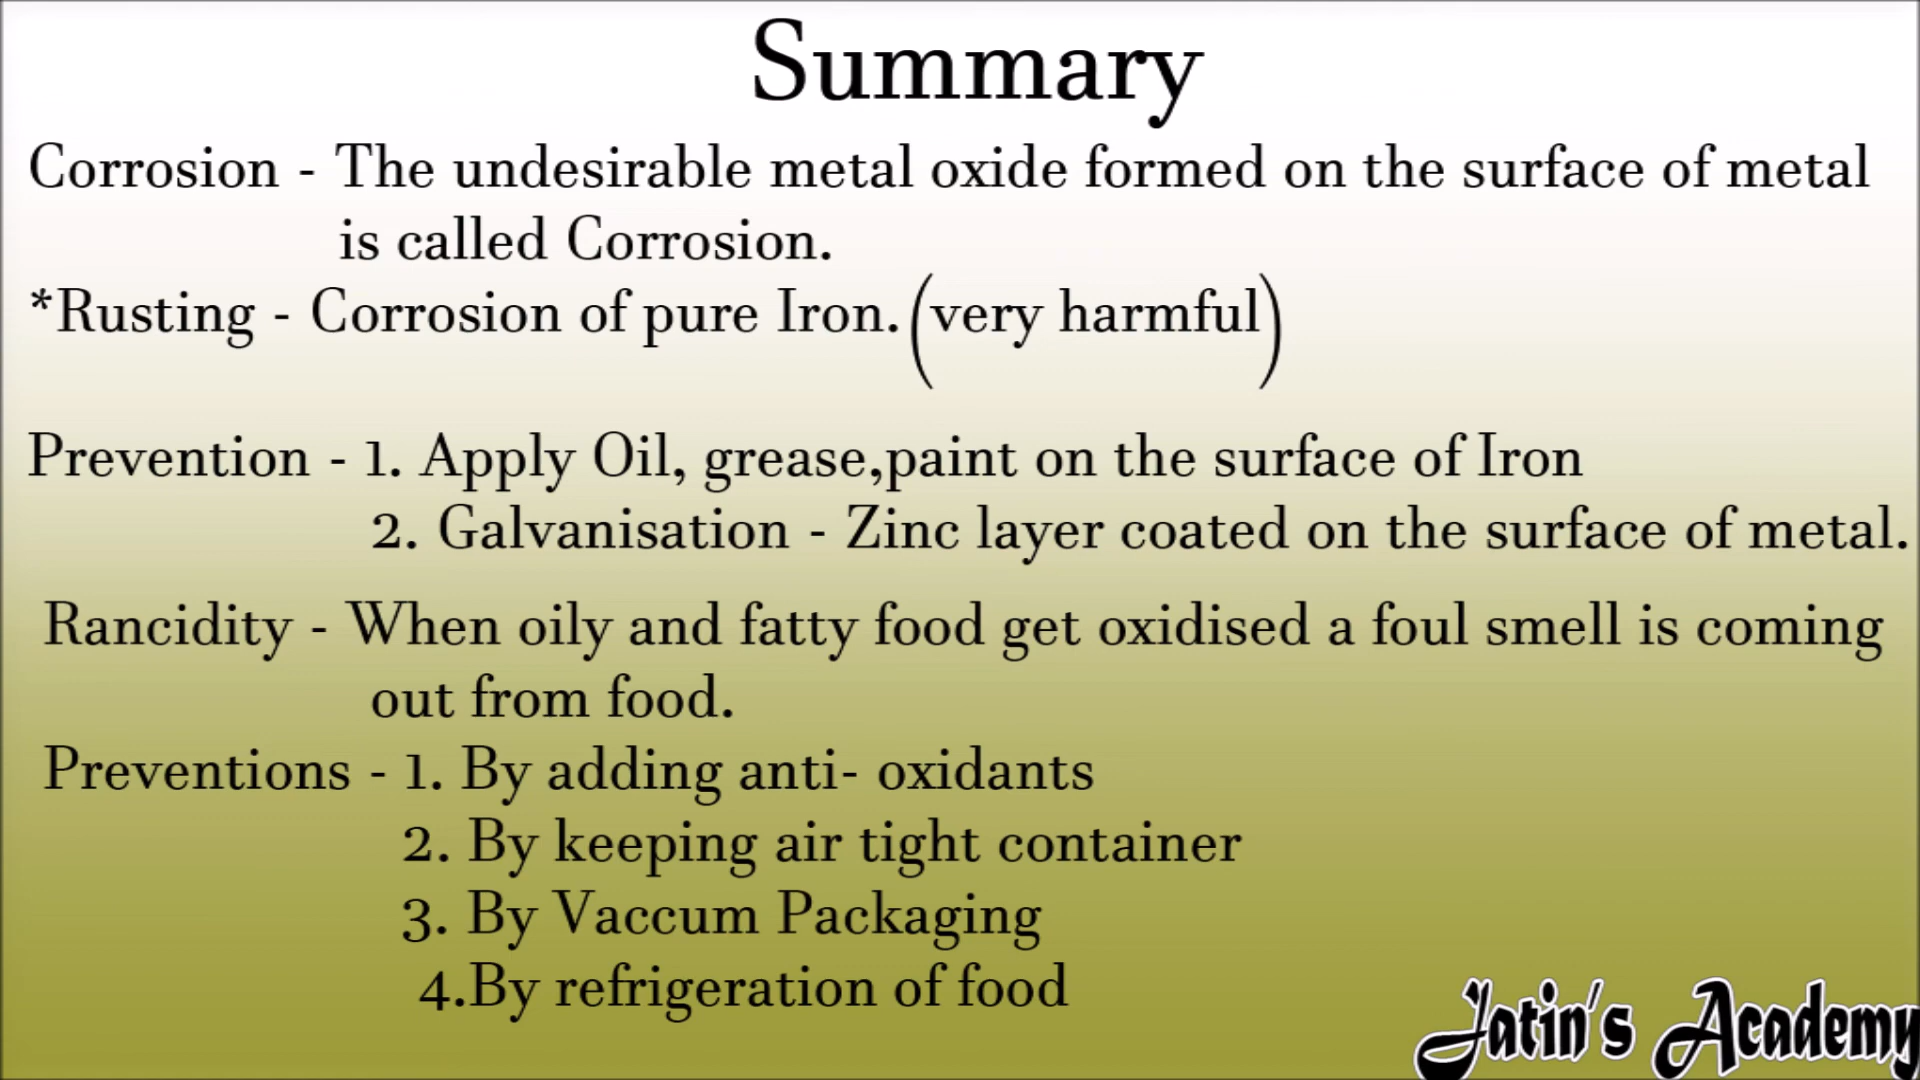 Summary
Corrosion - The undesirable metal oxide formed on the surface of metal
is called Corrosion.
*Rusting - Corrosion of pure Iron.(very harmful)
Prevention - 1. Apply Oil, grease,paint on the surface of Iron
2. Galvanisation - Zinc layer coated on the surface of metal.
Rancidity - When oily and fatty food get oxidised a foul smell is coming
out from food.
Preventions - 1. By adding anti- oxidants
2. By keeping air tight container
3. By Vaccum Packaging
4.By refrigeration of food
Jatin's Academy